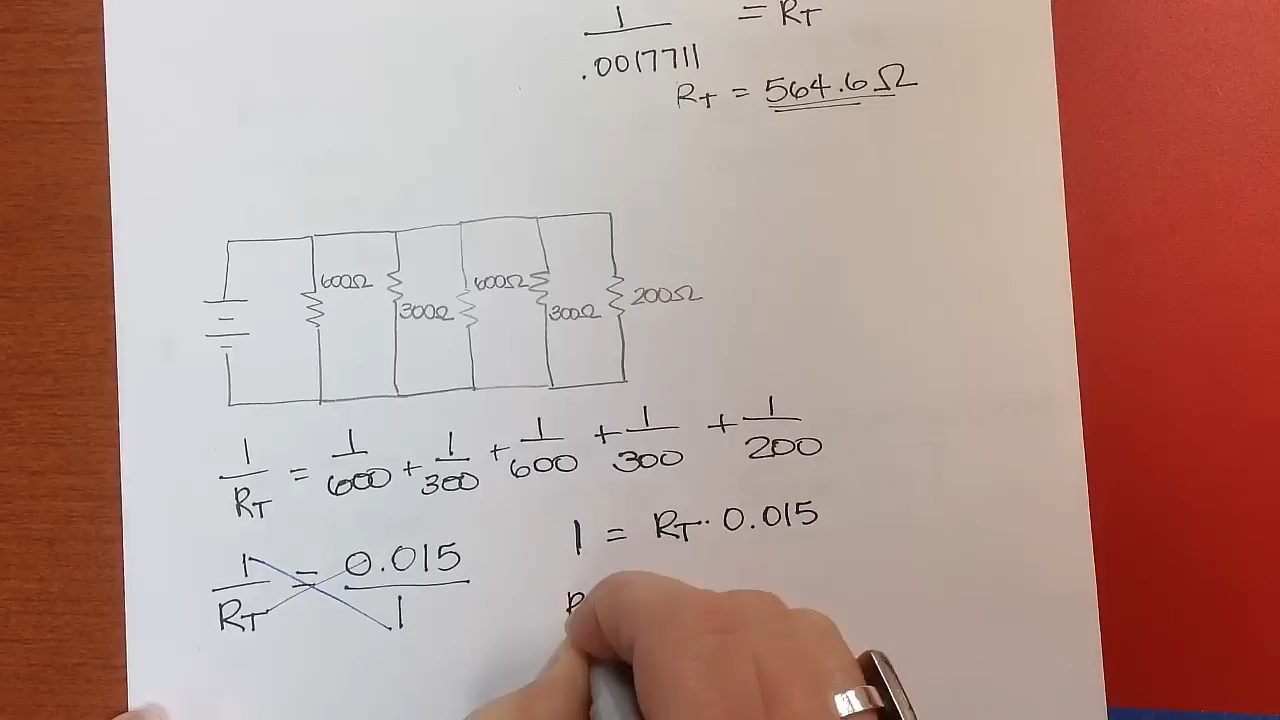 1/.0017711 = RT
RT = 564.6Ω
600Ω 600Ω
300Ω 300Ω 200Ω
1/RT = 1/600 + 1/300 + 1/600 + 1/300 + 1/200
1 = RT · 0.015
1/RT = 0.015/1